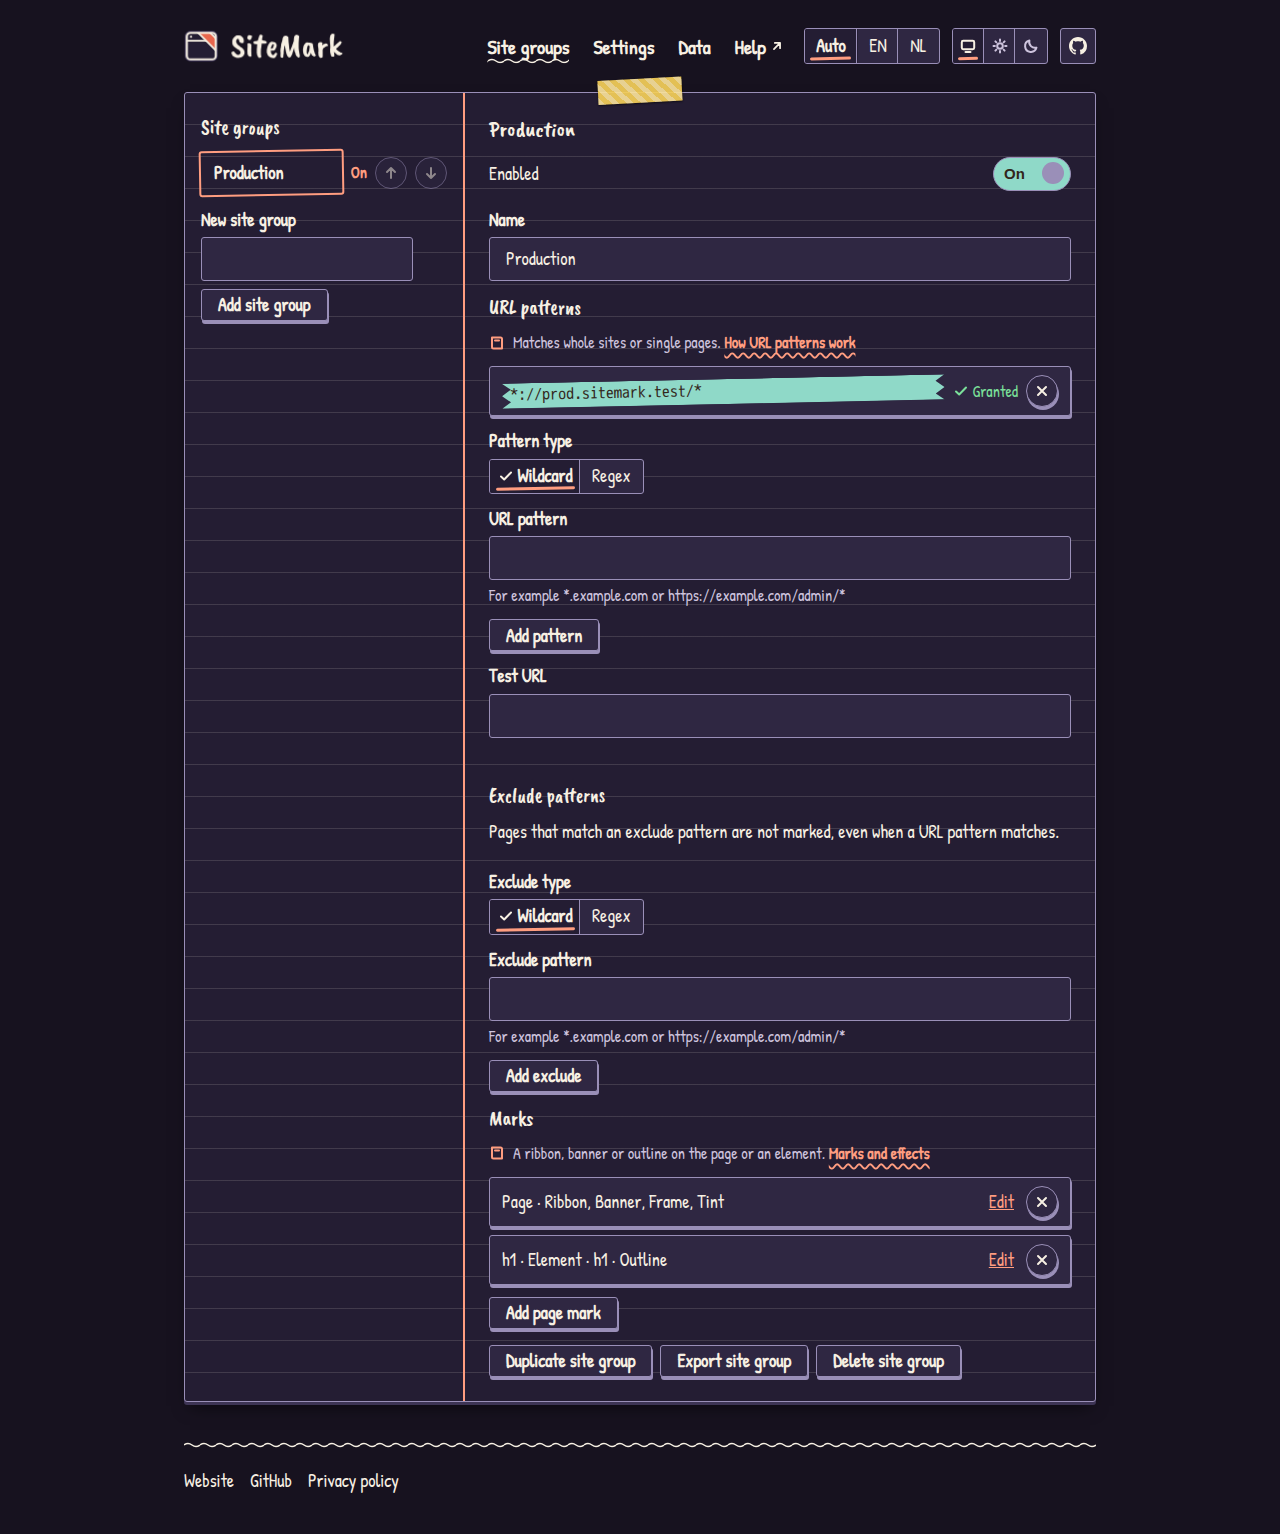 SiteMark
Site groups
Settings
Data
Help
Auto
EN
NL
Site groups
Production
On
New site group
Add site group
Production
Enabled
On
Name
Production
URL patterns
Matches whole sites or single pages. How URL patterns work
*://prod.sitemark.test/*
Granted
Pattern type
Wildcard
Regex
URL pattern
For example *.example.com or https://example.com/admin/*
Add pattern
Test URL
Exclude patterns
Pages that match an exclude pattern are not marked, even when a URL pattern matches.
Exclude type
Wildcard
Regex
Exclude pattern
For example *.example.com or https://example.com/admin/*
Add exclude
Marks
A ribbon, banner or outline on the page or an element. Marks and effects
Page · Ribbon, Banner, Frame, Tint
Edit
h1 · Element · h1 · Outline
Edit
Add page mark
Duplicate site group
Export site group
Delete site group
Website
GitHub
Privacy policy